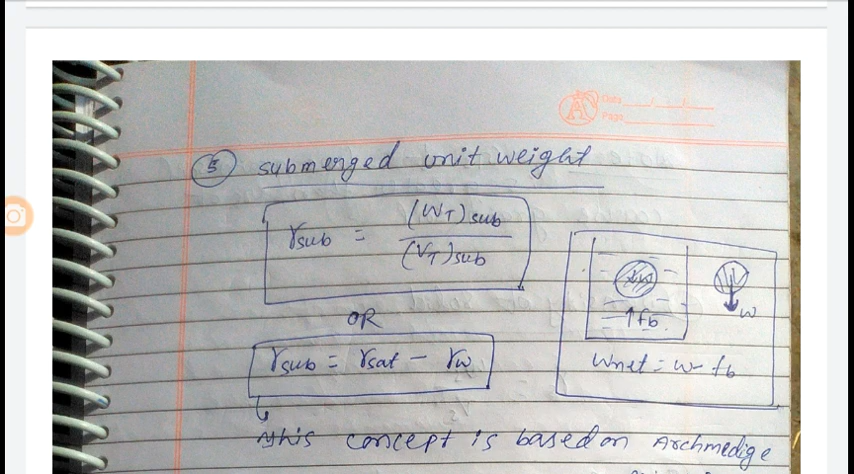 A
Date
Page
5 submerged unit weight
γsub = (WT)sub / (VT)sub
OR
↑fb
W
γsub = γsat - γw
Wnet = w - fb
This concept is based on Archmedige